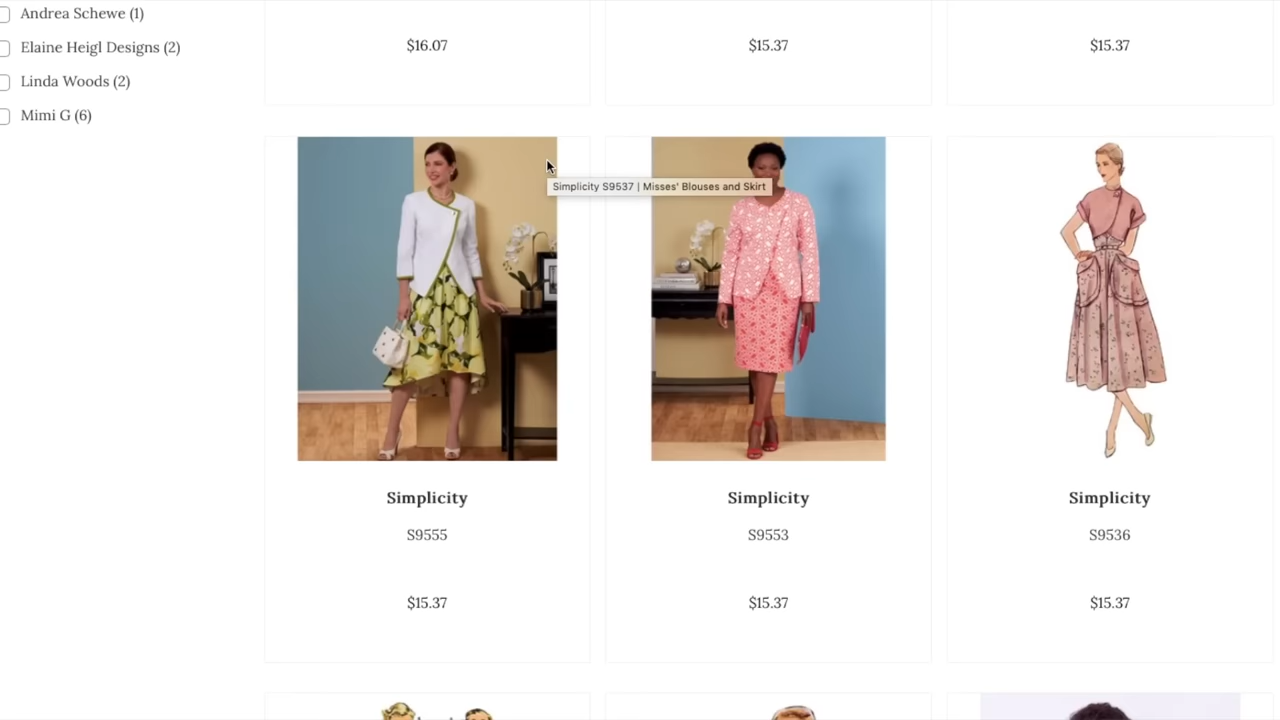 Andrea Schewe (1)
Elaine Heigl Designs (2)
Linda Woods (2)
Mimi G (6)
$16.07
$15.37
$15.37
Simplicity S9537 | Misses' Blouses and Skirt
Simplicity
S9555
$15.37
Simplicity
S9553
$15.37
Simplicity
S9536
$15.37